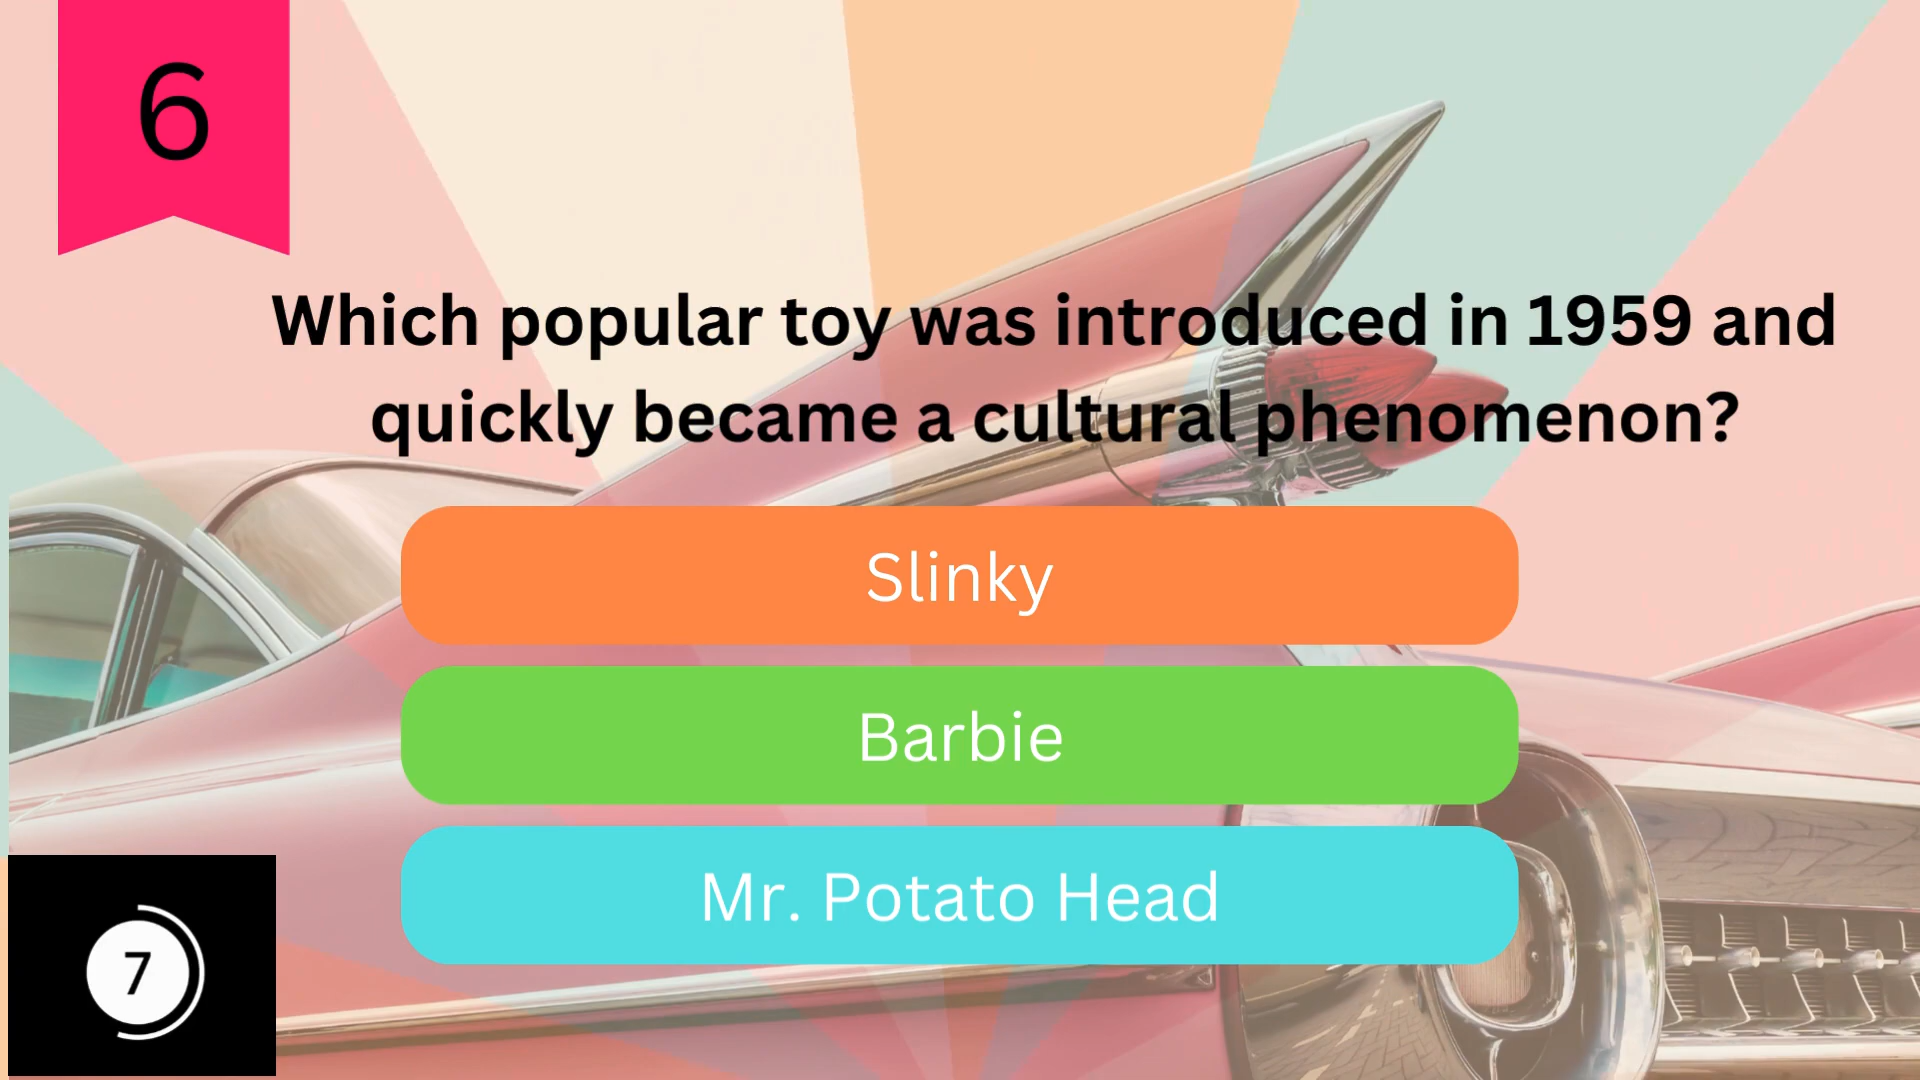 6
Which popular toy was introduced in 1959 and
quickly became a cultural phenomenon?
Slinky
Barbie
Mr. Potato Head
7